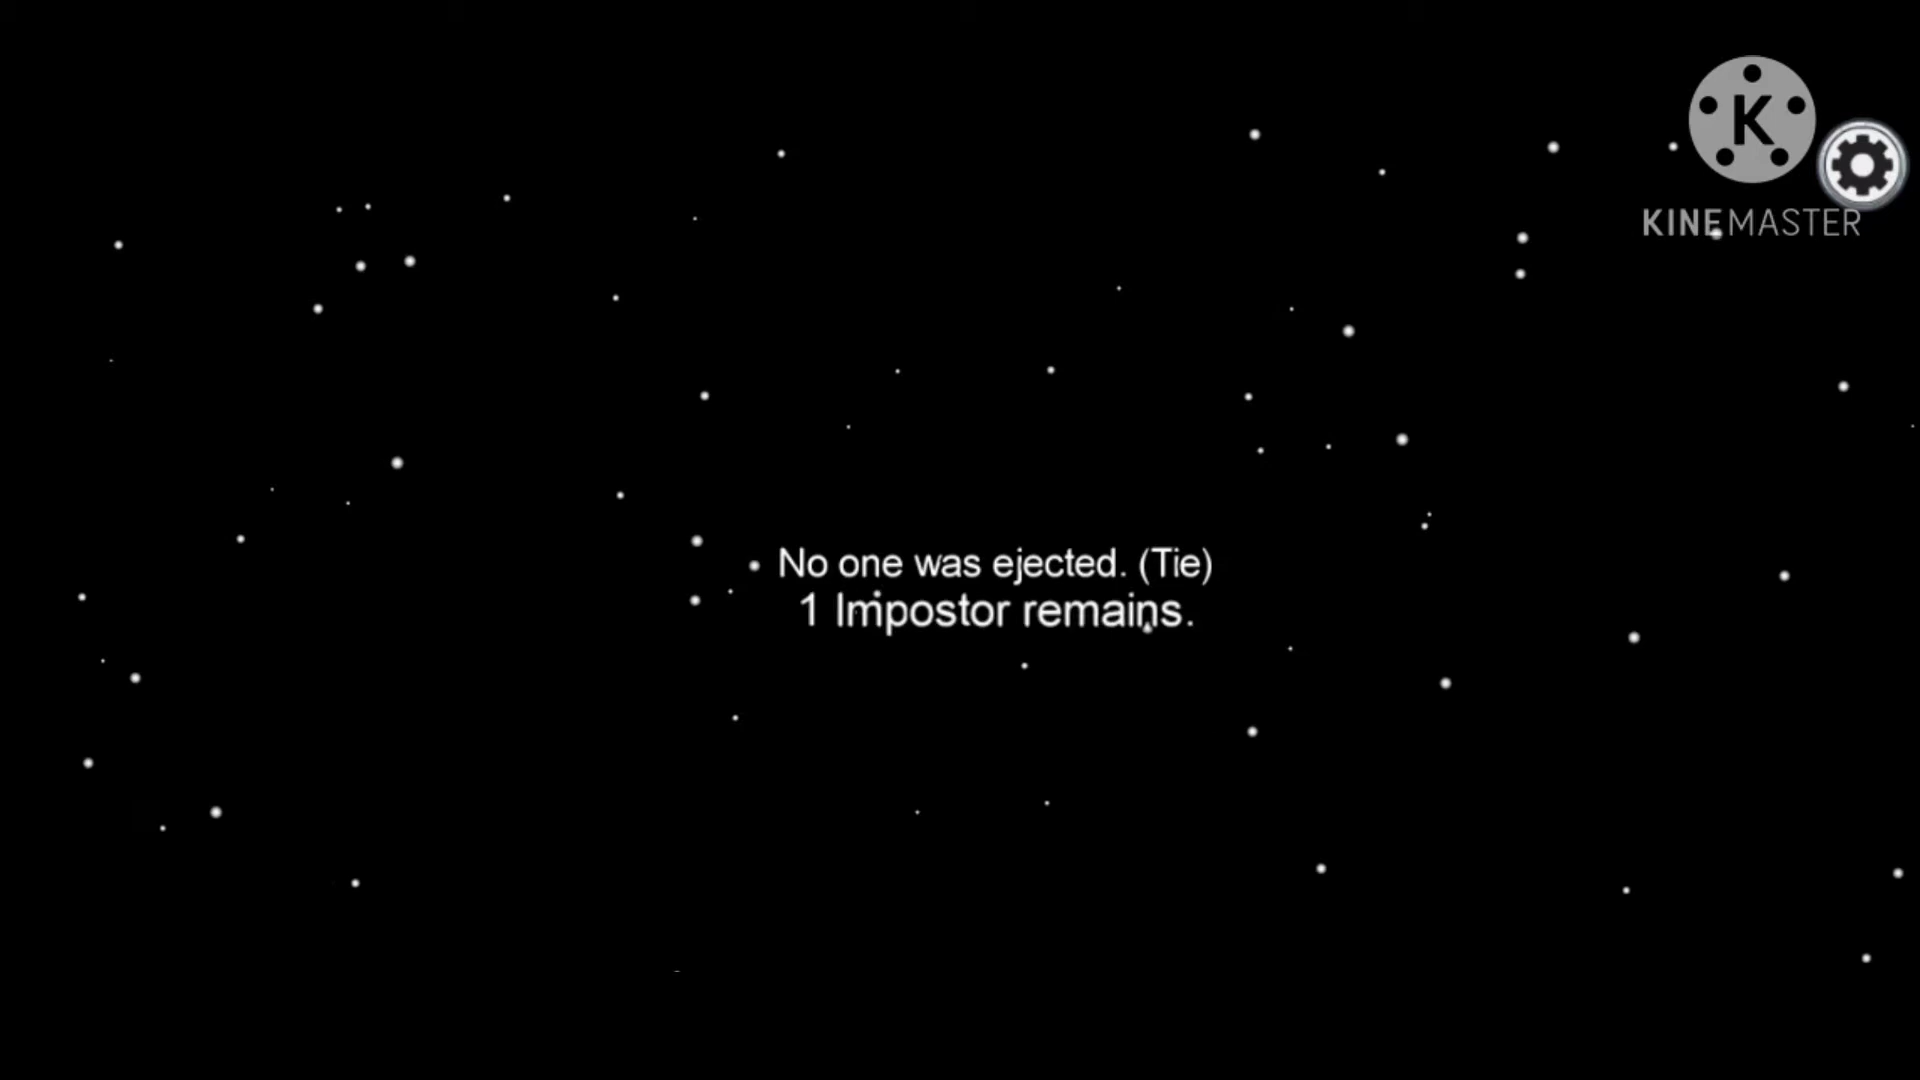 K
KINEMASTER
No one was ejected. (Tie)
1 Impostor remains.